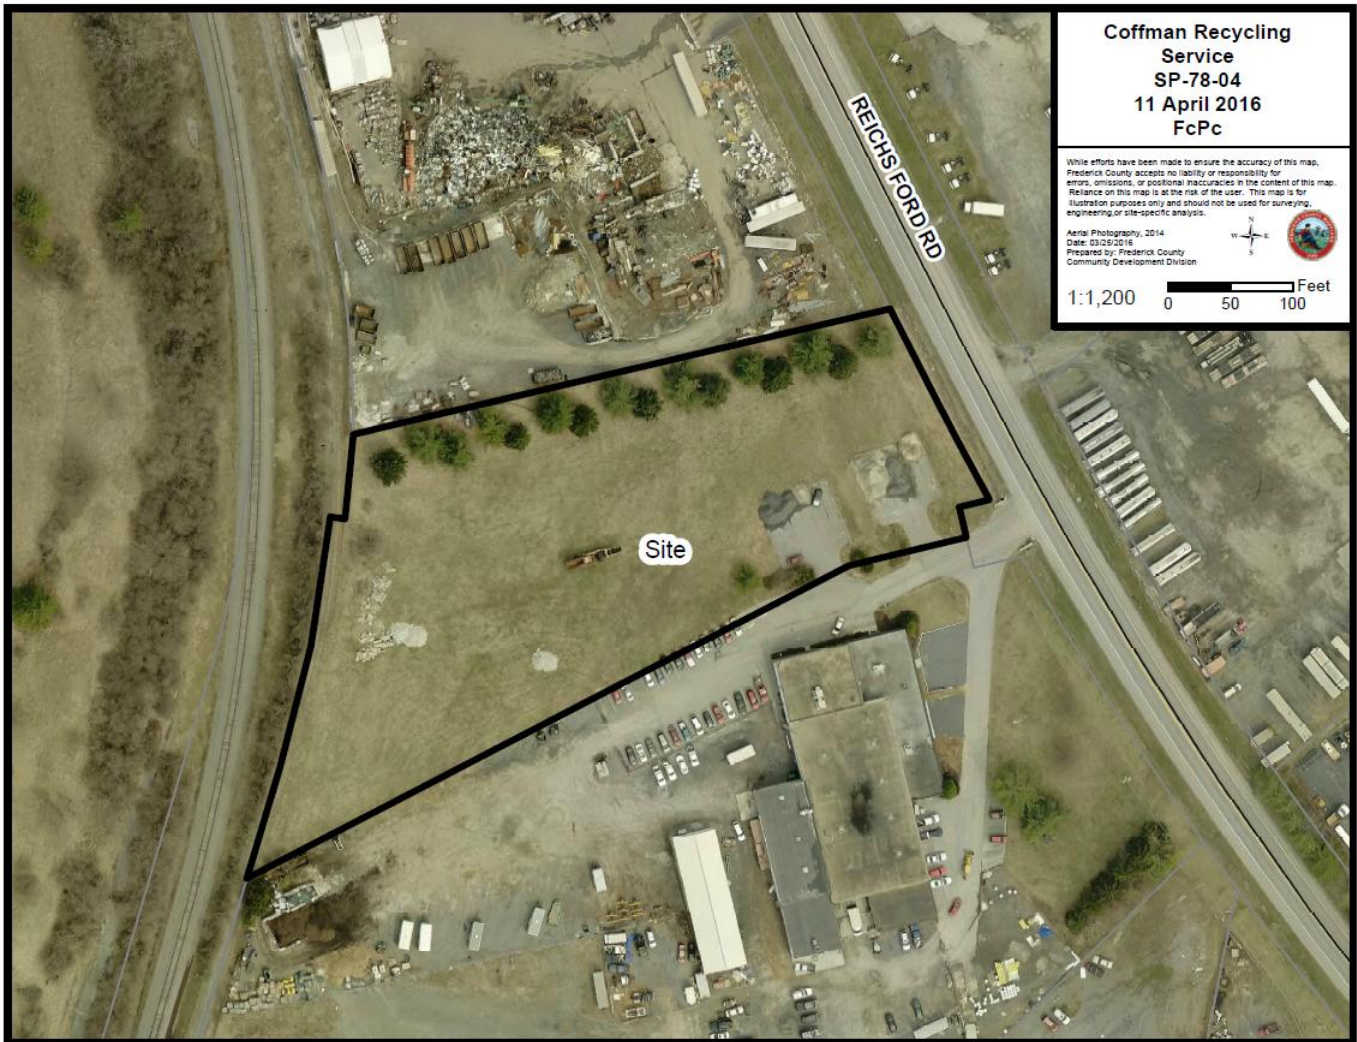 Coffman Recycling
Service
SP-78-04
11 April 2016
FcPc
While efforts have been made to ensure the accuracy of this map,
Frederick County accepts no liability or responsibility for
errors, omissions, or positional inaccuracies in the content of this map.
Reliance on this map is at the risk of the user. This map is for
illustration purposes only and should not be used for surveying,
engineering,or site-specific analysis.
Aerial Photography, 2014
Date: 03/25/2016
Prepared by: Frederick County
Community Development Division
N
W E
S
1:1,200
Feet
0 50 100
REICHS FORD RD
Site